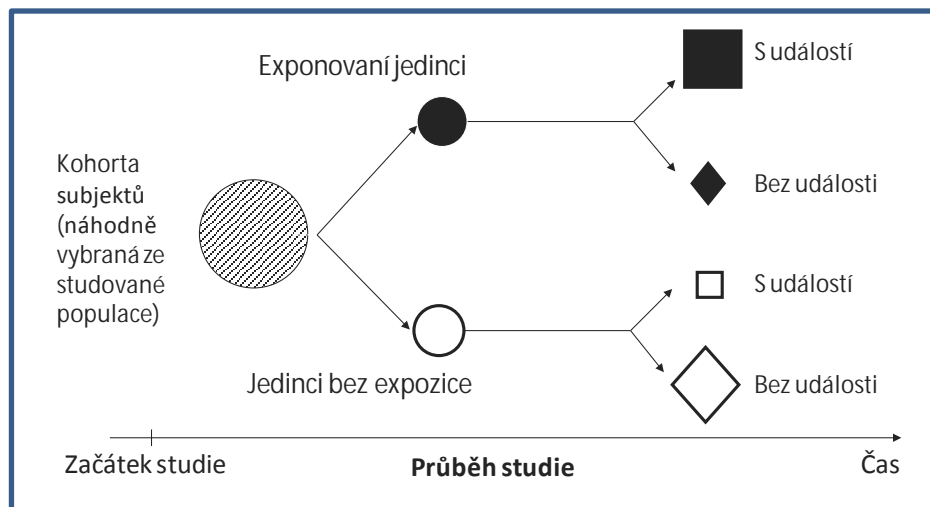 Exponovaní jedinci
S událostí
Kohorta
subjektů
(náhodně
vybraná ze
studované
populace)
Bez události
S událostí
Jedinci bez expozice
Bez události
Začátek studie
Průběh studie
Čas